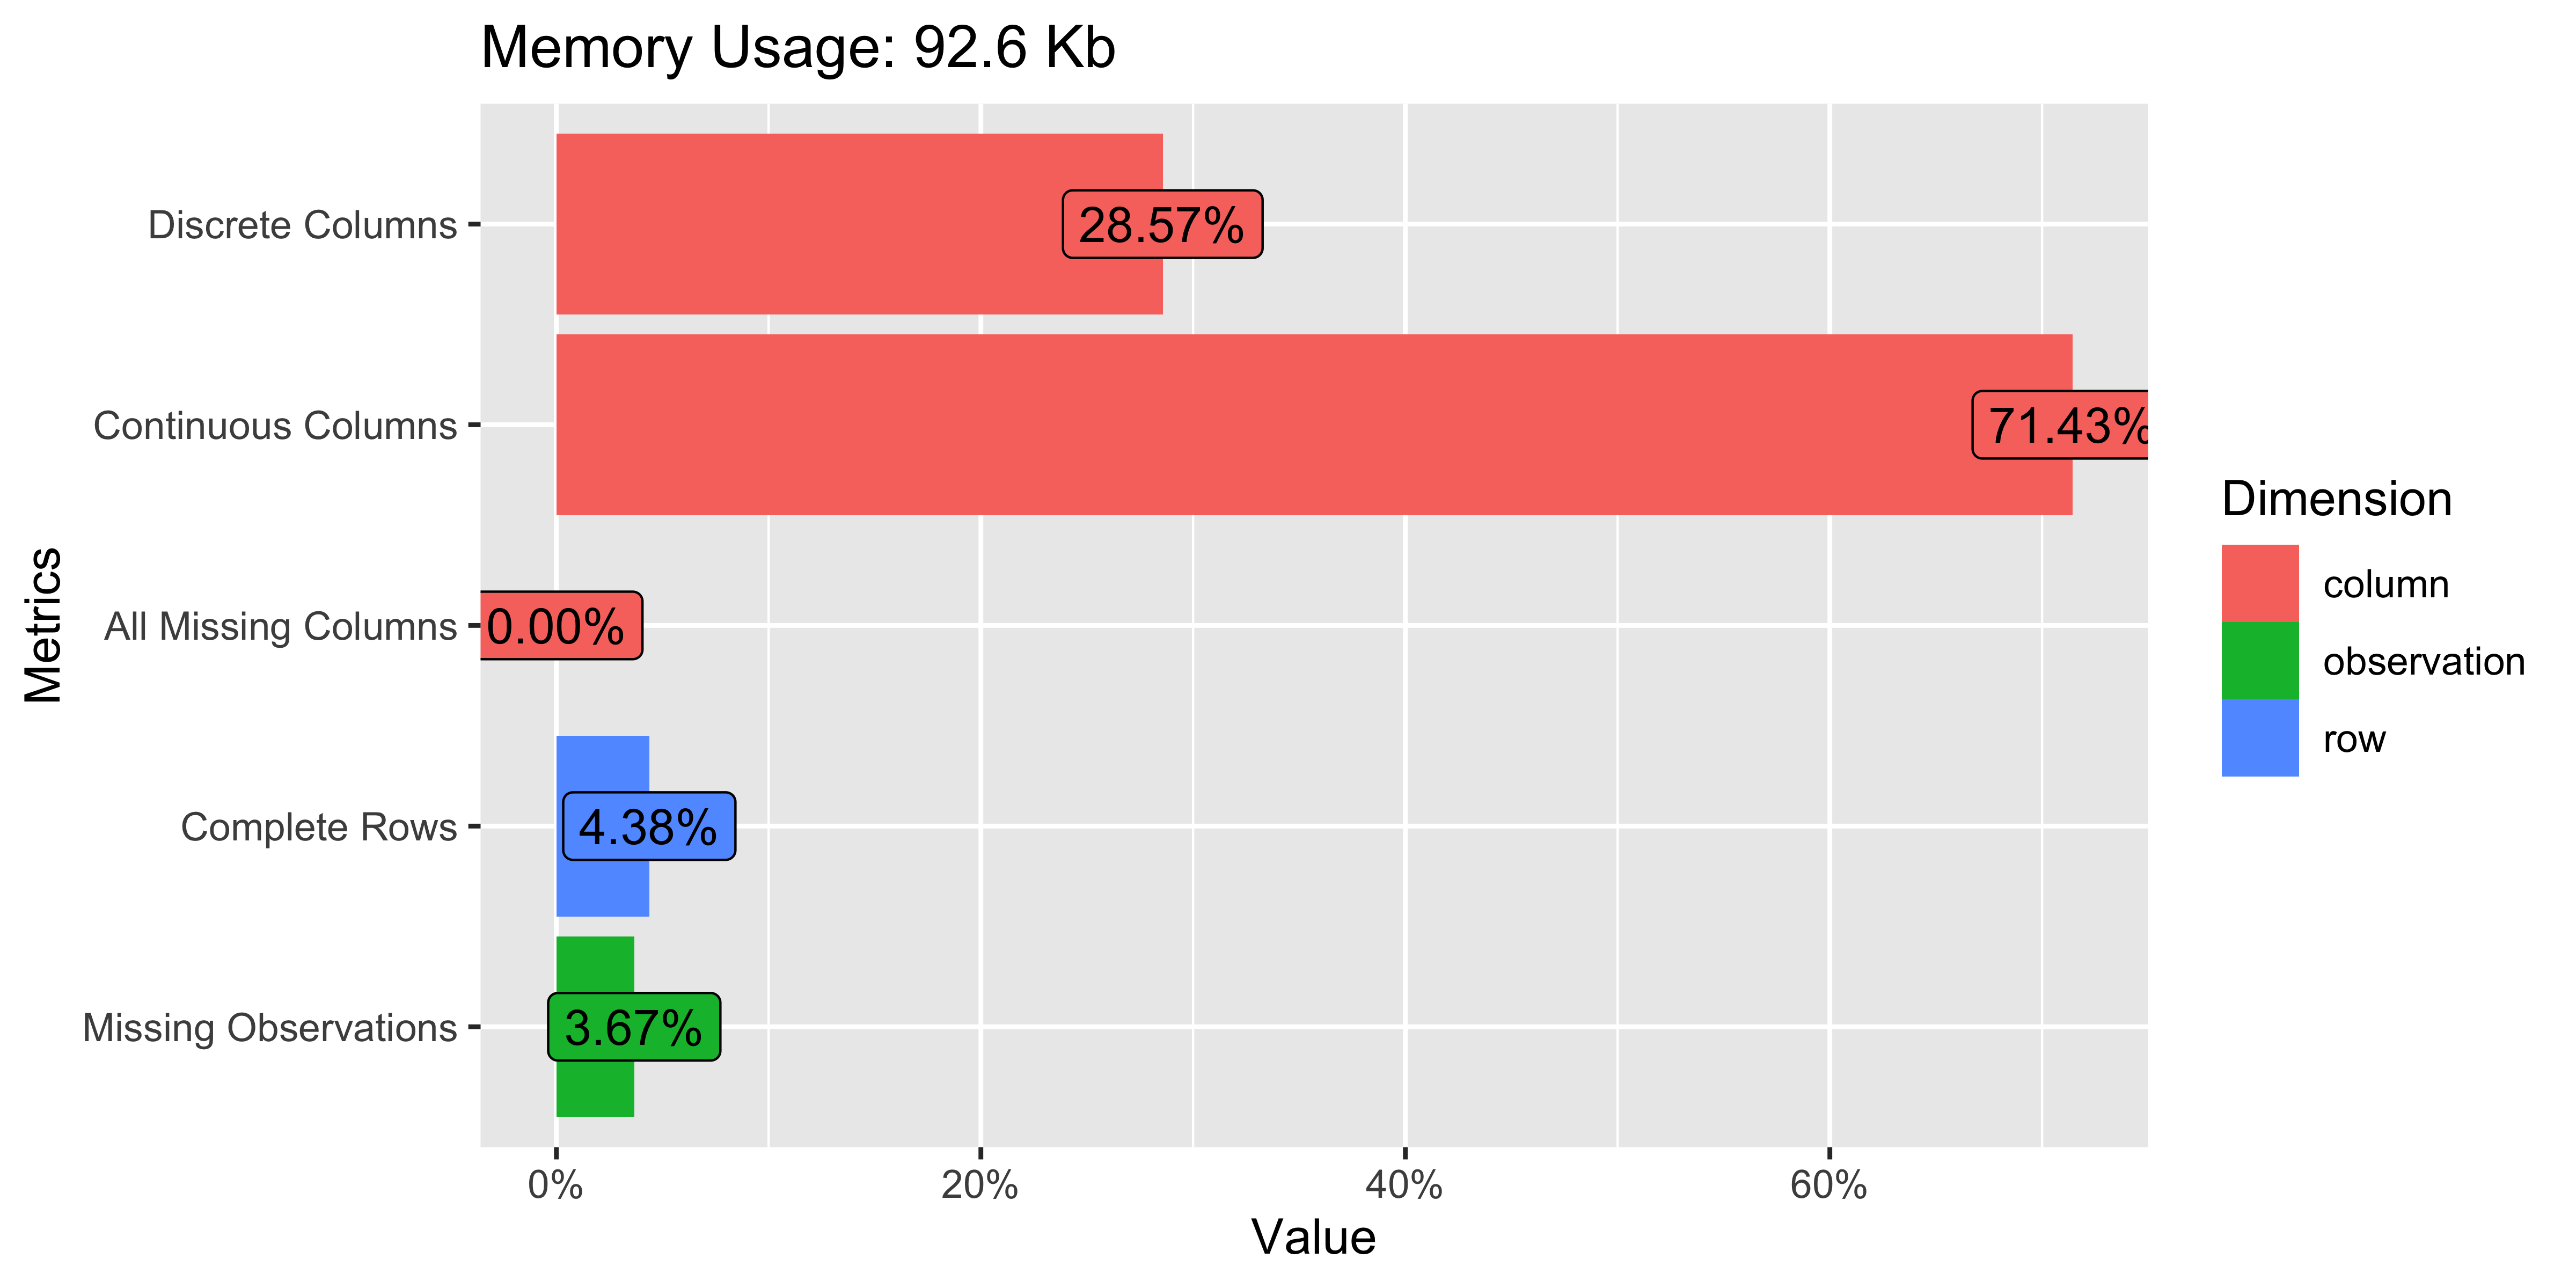 Memory Usage: 92.6 Kb
Metrics
Discrete Columns
28.57%
Continuous Columns
71.43%
All Missing Columns
0.00%
Complete Rows
4.38%
Missing Observations
3.67%
0%
20%
40%
60%
Value
Dimension
column
observation
row